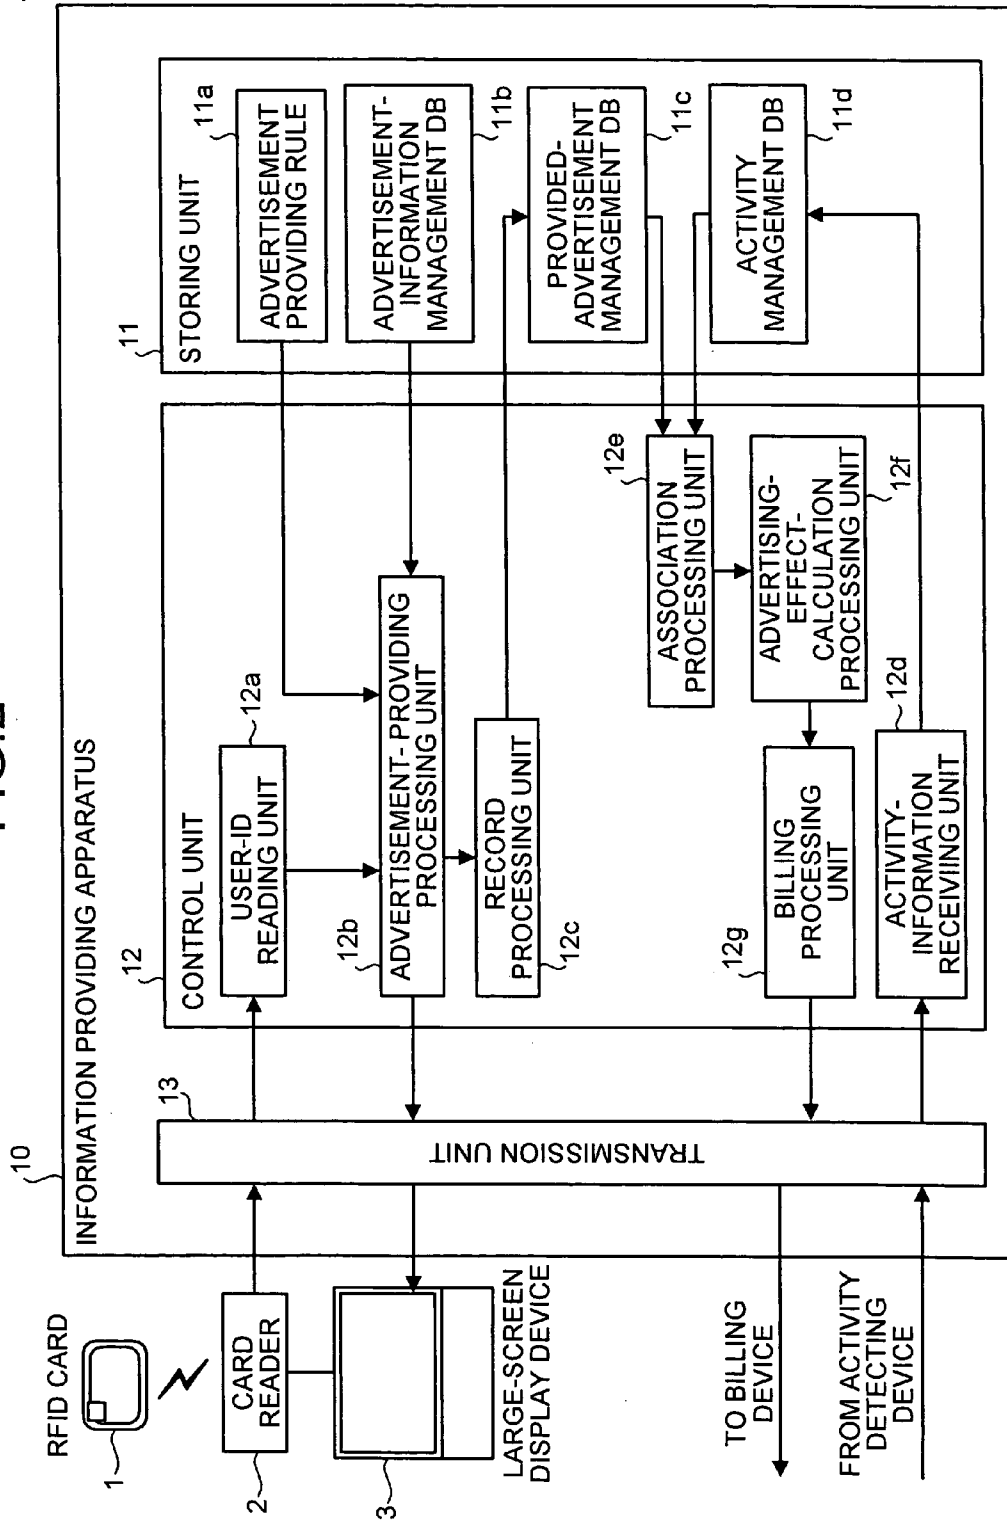 10
INFORMATION PROVIDING APPARATUS
RFID CARD
1
CARD
READER
2
3
LARGE-SCREEN
DISPLAY DEVICE
TO BILLING
DEVICE
FROM ACTIVITY
DETECTING
DEVICE
13
TRANSMISSION UNIT
12
CONTROL UNIT
USER-ID
READING UNIT
12a
12b
ADVERTISEMENT- PROVIDING
PROCESSING UNIT
RECORD
PROCESSING UNIT
12c
12e
ASSOCIATION
PROCESSING UNIT
ADVERTISING-
EFFECT-
CALCULATION
PROCESSING UNIT
12f
12g
BILLING
PROCESSING
UNIT
12d
ACTIVITY-
INFORMATION
RECEIVING UNIT
11
STORING UNIT
11a
ADVERTISEMENT
PROVIDING RULE
ADVERTISEMENT-
INFORMATION
MANAGEMENT DB
11b
PROVIDED-
ADVERTISEMENT
MANAGEMENT DB
11c
ACTIVITY
MANAGEMENT DB
11d